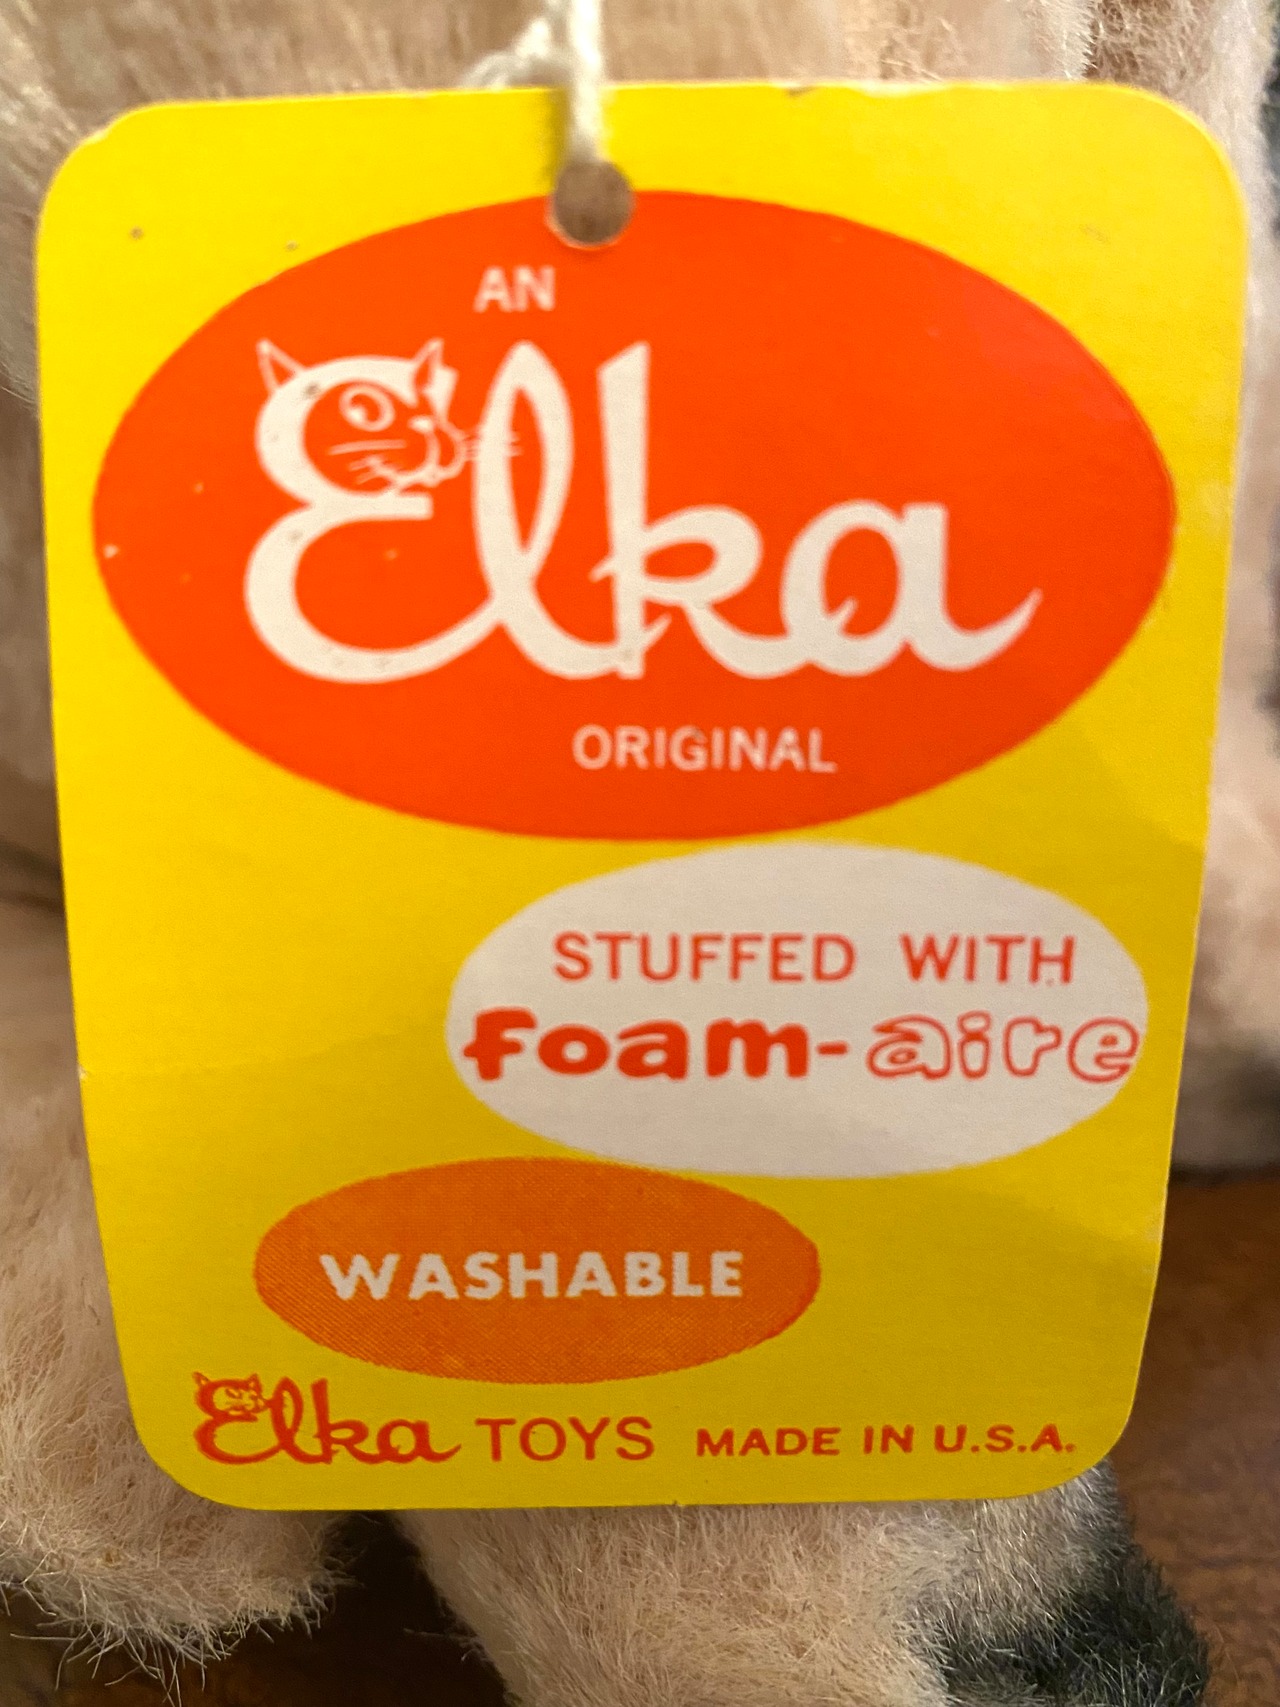 AN
Elka
ORIGINAL
STUFFED WITH
foam-aire
WASHABLE
Elka TOYS MADE IN U.S.A.